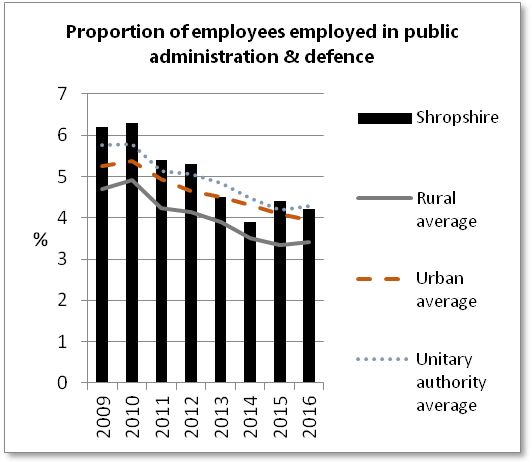 Proportion of employees employed in public
administration & defence
7
6
5
4
3
2
1
0
%
2009
2010
2011
2012
2013
2014
2015
2016
Shropshire
Rural
average
Urban
average
Unitary
authority
average